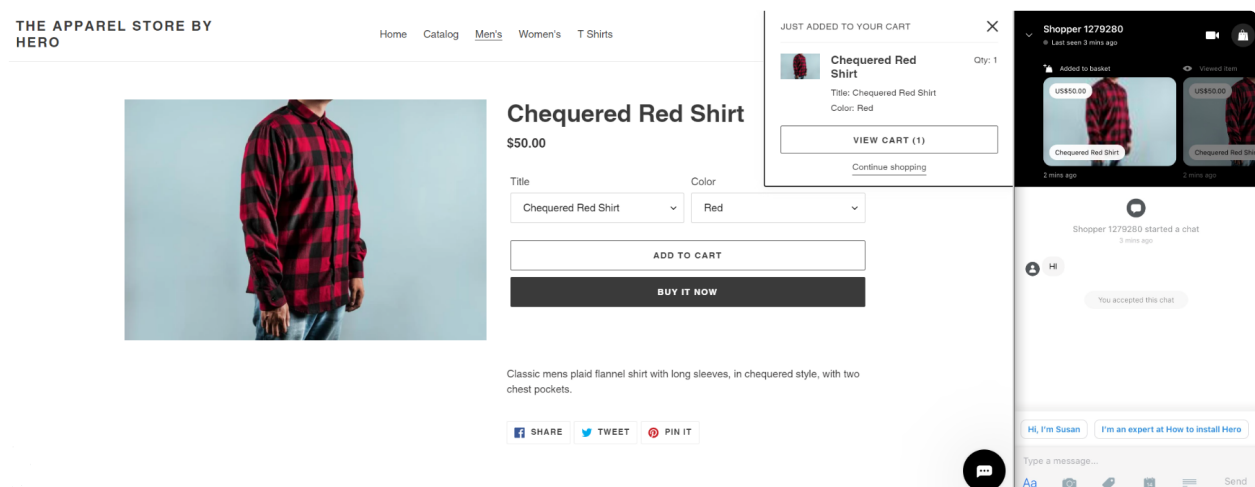 THE APPAREL STORE BY
HERO
Home Catalog Men's Women's T Shirts
JUST ADDED TO YOUR CART
Chequered Red
Shirt
Qty: 1
Title: Chequered Red Shirt
Color: Red
VIEW CART (1)
Continue shopping
Chequered Red Shirt
$50.00
Title
Color
Chequered Red Shirt
Red
ADD TO CART
BUY IT NOW
Classic mens plaid flannel shirt with long sleeves, in chequered style, with two
chest pockets.
SHARE
TWEET
PIN IT
Shopper 1279280
Last seen 3 mins ago
Added to basket
Viewed item
US$50.00
US$50.00
Chequered Red Shirt
Chequered Red Shi
2 mins ago
2 mins ago
Shopper 1279280 started a chat
3 mins ago
HI
You accepted this chat
Hi, I'm Susan
I'm an expert at How to install Hero
Type a message...
Aa
Send